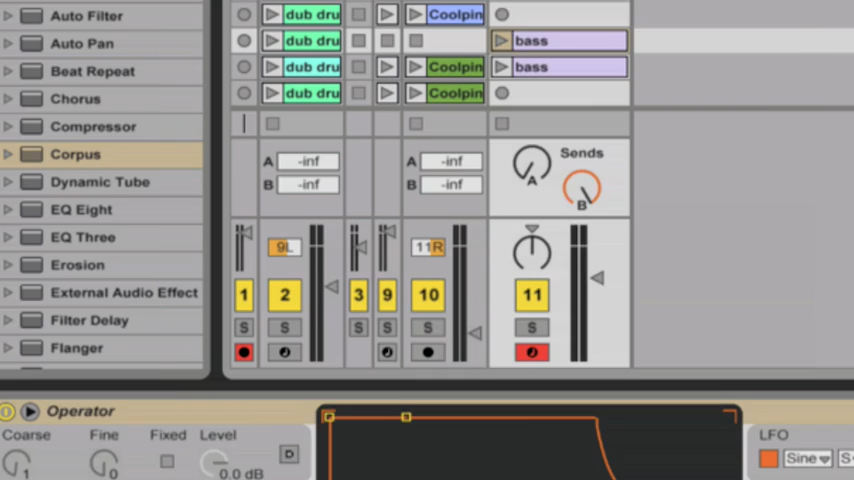 Auto Filter
Auto Pan
Beat Repeat
Chorus
Compressor
Corpus
Dynamic Tube
EQ Eight
EQ Three
Erosion
External Audio Effect
Filter Delay
Flanger
dub dru Coolpin
dub dru bass
dub dru Coolpin bass
dub dru Coolpin
A -inf A -inf Sends
B -inf B -inf A
B
9L 11R
1 2 3 9 10 11
S S S S S
Operator
Coarse Fine Fixed Level LFO
D Sine
1 0 0.0 dB